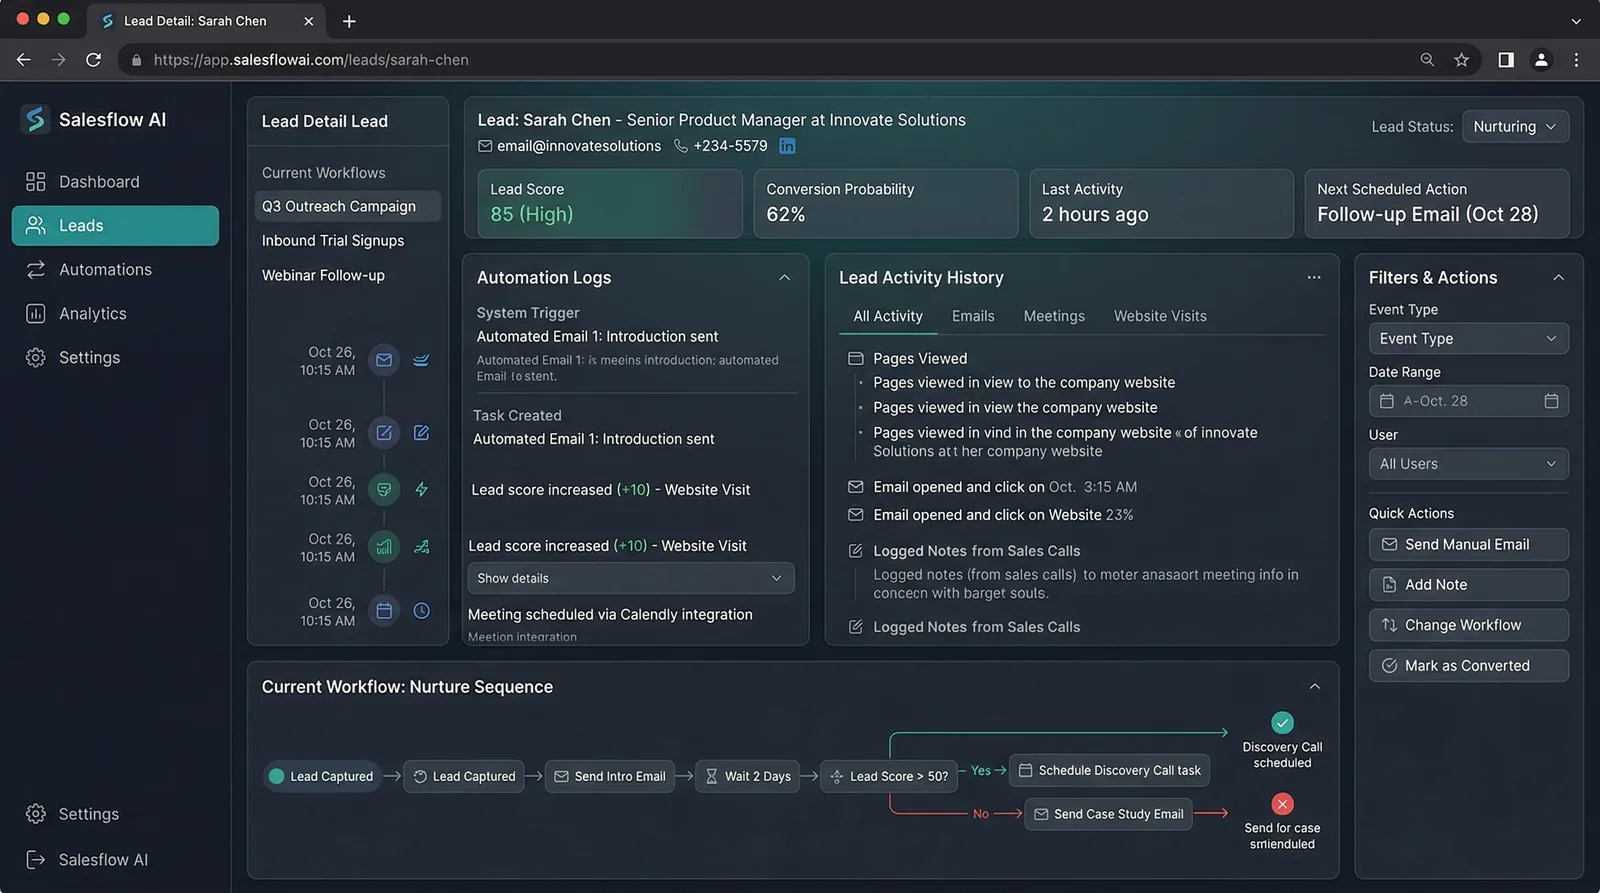 Lead Detail: Sarah Chen
https://app.salesflowai.com/leads/sarah-chen
Salesflow AI
Dashboard
Leads
Automations
Analytics
Settings
Settings
Salesflow AI
Lead Detail Lead
Current Workflows
Q3 Outreach Campaign
Inbound Trial Signups
Webinar Follow-up
Oct 26,
10:15 AM
Oct 26,
10:15 AM
Oct 26,
10:15 AM
Oct 26,
10:15 AM
Oct 26,
10:15 AM
Lead: Sarah Chen - Senior Product Manager at Innovate Solutions
email@innovatesolutions +234-5579 in
Lead Status: Nurturing
Lead Score
85 (High)
Conversion Probability
62%
Last Activity
2 hours ago
Next Scheduled Action
Follow-up Email (Oct 28)
Automation Logs
System Trigger
Automated Email 1: Introduction sent
Automated Email 1: is meeins introduction; automated
Email
Task Created
Automated Email 1: Introduction sent
Lead score increased (+10) - Website Visit
Lead score increased (+10) - Website Visit
Show details
Meeting scheduled via Calendly integration
Meetion integration
Lead Activity History
All Activity
Emails
Meetings
Website Visits
Pages Viewed
Pages viewed in view to the company website
Pages viewed in view the company website
Pages viewed in vind in the company website « of innovate
Solutions at t her company website
Email opened and click on Oct. 3:15 AM
Email opened and click on Website 23%
Logged Notes from Sales Calls
Logged notes (from sales calls) to moter anasaort meeting info in
concecn with barget souls.
Logged Notes from Sales Calls
Filters & Actions
Event Type
Event Type
Date Range
A-Oct. 28
User
All Users
Quick Actions
Send Manual Email
Add Note
Change Workflow
Mark as Converted
Current Workflow: Nurture Sequence
Lead Captured
Lead Captured
Send Intro Email
Wait 2 Days
Lead Score > 50?
Yes
Schedule Discovery Call task
Discovery Call
scheduled
No
Send Case Study Email
Send for case
smienduled